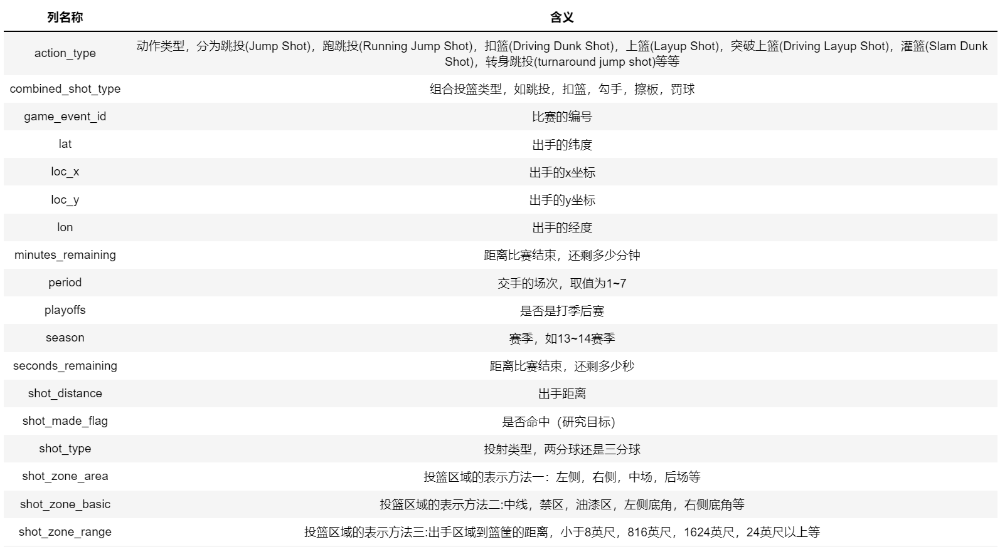 列名称 含义
action_type 动作类型，分为跳投(Jump Shot)，跑跳投(Running Jump Shot)，扣篮(Driving Dunk Shot)，上篮(Layup Shot)，突破上篮(Driving Layup Shot)，灌篮(Slam Dunk
Shot)，转身跳投(turnaround jump shot)等等
combined_shot_type 组合投篮类型，如跳投，扣篮，勾手，擦板，罚球
game_event_id 比赛的编号
lat 出手的纬度
loc_x 出手的x坐标
loc_y 出手的y坐标
lon 出手的经度
minutes_remaining 距离比赛结束，还剩多少分钟
period 交手的场次，取值为1~7
playoffs 是否是打季后赛
season 赛季，如13~14赛季
seconds_remaining 距离比赛结束，还剩多少秒
shot_distance 出手距离
shot_made_flag 是否命中（研究目标）
shot_type 投射类型，两分球还是三分球
shot_zone_area 投篮区域的表示方法一：左侧，右侧，中场，后场等
shot_zone_basic 投篮区域的表示方法二:中线，禁区，油漆区，左侧底角，右侧底角等
shot_zone_range 投篮区域的表示方法三:出手区域到篮筐的距离，小于8英尺，816英尺，1624英尺，24英尺以上等